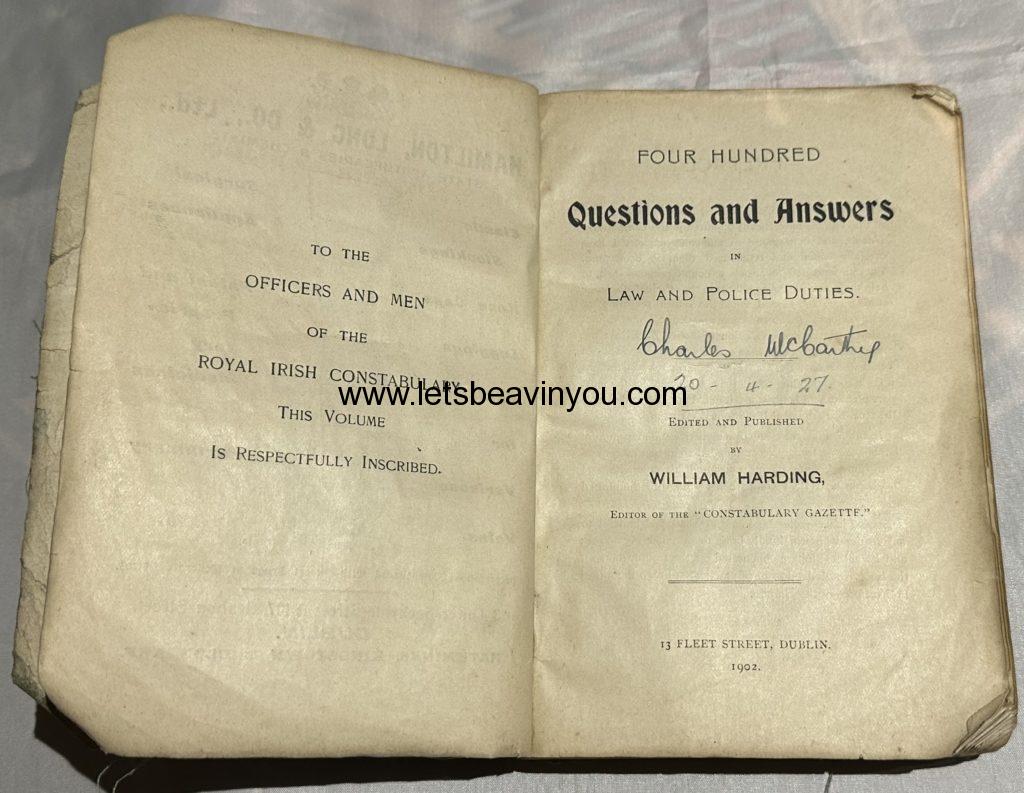 TO THE
OFFICERS AND MEN
OF THE
ROYAL IRISH CONSTABULARY
THIS VOLUME
IS RESPECTFULLY INSCRIBED.
FOUR HUNDRED
Questions and Answers
IN
LAW AND POLICE DUTIES.
Charles McCarthy
20 - 4 - 27.
www.letsbeavinyou.com
EDITED AND PUBLISHED
BY
WILLIAM HARDING,
EDITOR OF THE "CONSTABULARY GAZETTE."
13 FLEET STREET, DUBLIN.
1902.